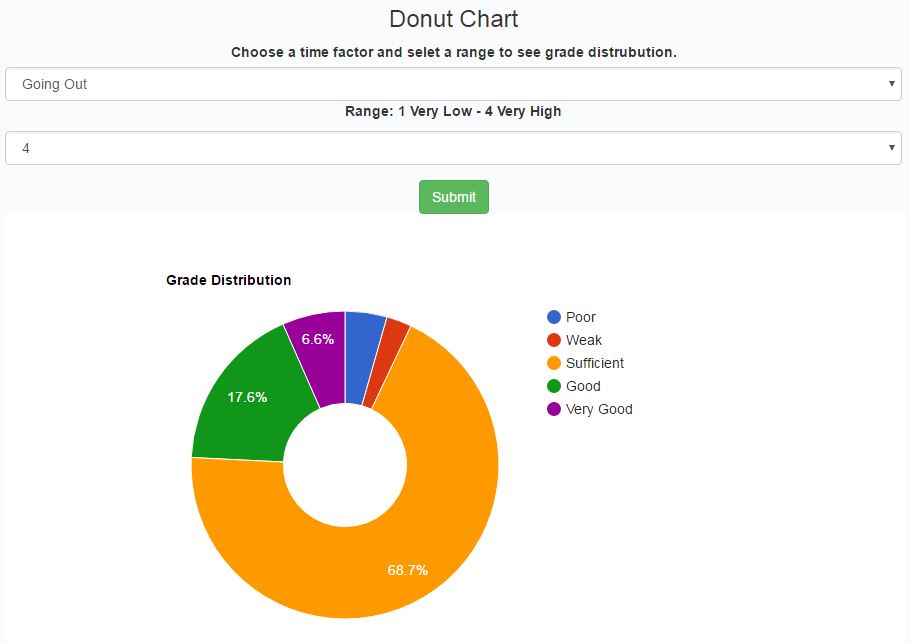 Donut Chart
Choose a time factor and selet a range to see grade distrubution.
Going Out
Range: 1 Very Low - 4 Very High
4
Submit
Grade Distribution
Poor
Weak
Sufficient
Good
Very Good
6.6%
17.6%
68.7%